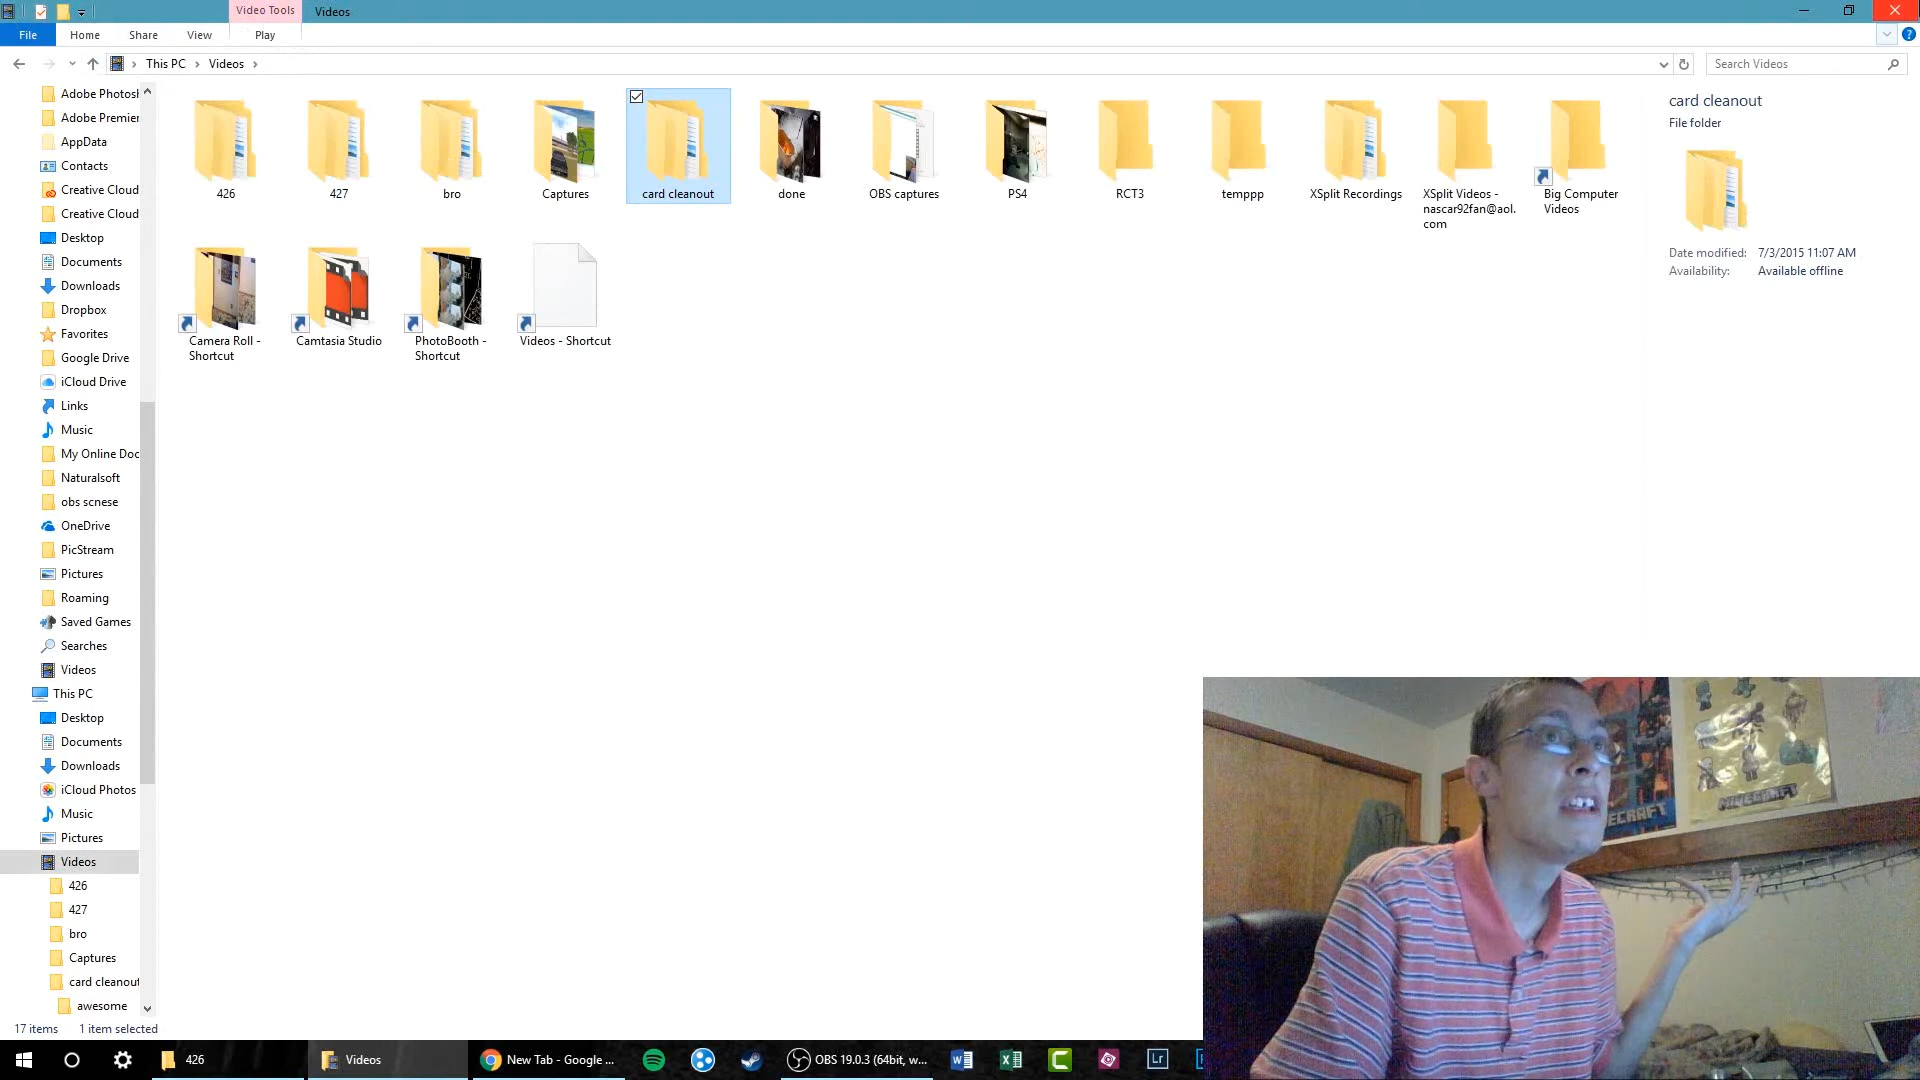 Video Tools
Videos
File
Home
Share
View
Play
This PC
Videos
Search Videos
Adobe Photosh
Adobe Premier
AppData
Contacts
Creative Cloud
Creative Cloud
Desktop
Documents
Downloads
Dropbox
Favorites
Google Drive
iCloud Drive
Links
Music
My Online Doc
Naturalsoft
obs scnese
OneDrive
PicStream
Pictures
Roaming
Saved Games
Searches
Videos
This PC
Desktop
Documents
Downloads
iCloud Photos
Music
Pictures
Videos
426
427
bro
Captures
card cleanout
awesome
426
427
bro
Captures
card cleanout
done
OBS captures
PS4
RCT3
temppp
XSplit Recordings
XSplit Videos -
nascar92fan@aol.
com
Big Computer
Videos
Camera Roll -
Shortcut
Camtasia Studio
PhotoBooth -
Shortcut
Videos - Shortcut
card cleanout
File folder
Date modified: 7/3/2015 11:07 AM
Availability: Available offline
ECRAFT
MINECRAFT
17 items 1 item selected
426
Videos
New Tab - Google ...
OBS 19.0.3 (64bit, w...
Lr